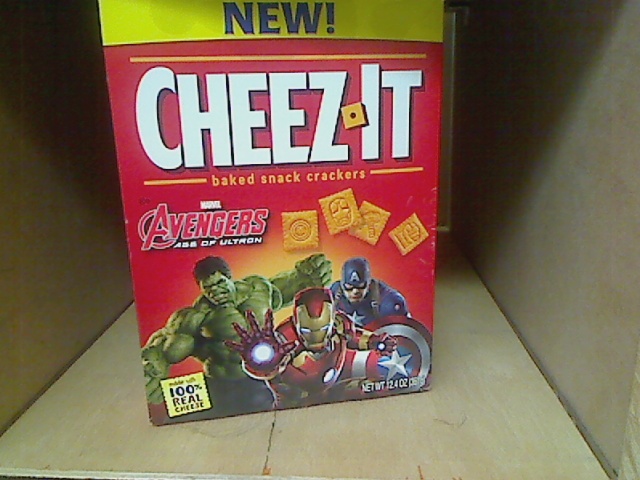 NEW!
CHEEZ-IT
baked snack crackers
MARVEL
AVENGERS
AGE OF ULTRON
made with
100%
REAL
CHEESE
NET WT 12.4 OZ